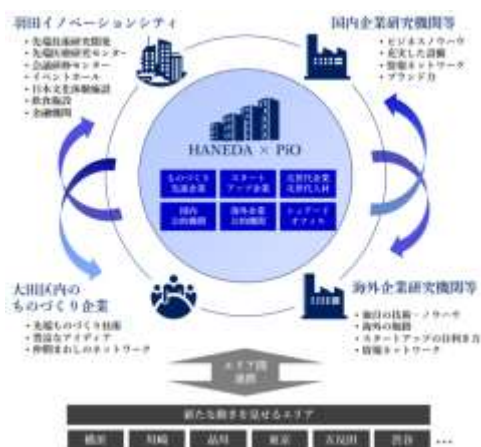 羽田イノベーションシティ
・先端技術研究開発
・先端医療研究センター
・会議研修センター
・イベントホール
・日本文化体験施設
・飲食施設
・金融機関
国内企業研究機関等
・ビジネスノウハウ
・充実した設備
・情報ネットワーク
・ブランド力
HANEDA × PiO
ものづくり
先進企業
スタート
アップ企業
次世代企業
次世代人材
国内
公的機関
海外企業
公的機関
シェアード
オフィス
大田区内の
ものづくり企業
・先端ものづくり技術
・豊富なアイディア
・仲間まわしのネットワーク
海外企業研究機関等
・独自の技術・ノウハウ
・海外の販路
・スタートアップの目利き力
・情報ネットワーク
エリア間
連携
新たな動きを見せるエリア
横浜 川崎 品川 東京 五反田 渋谷 …